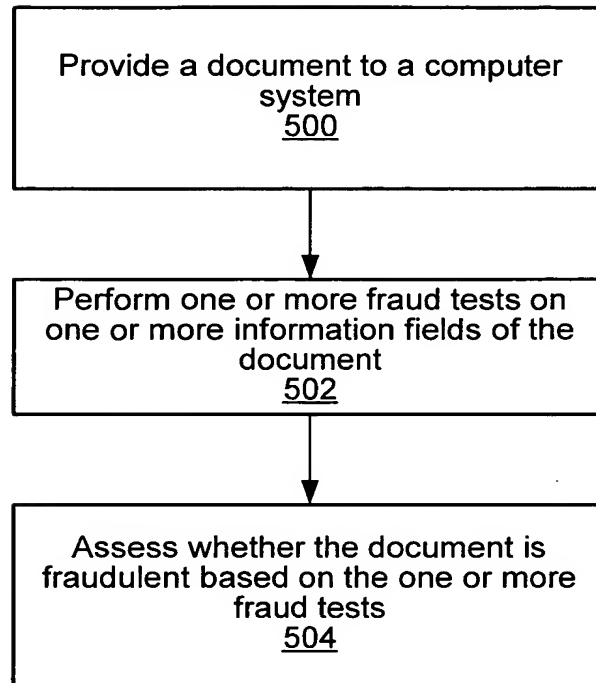 Provide a document to a computer
system
500
Perform one or more fraud tests on
one or more information fields of the
document
502
Assess whether the document is
fraudulent based on the one or more
fraud tests
504